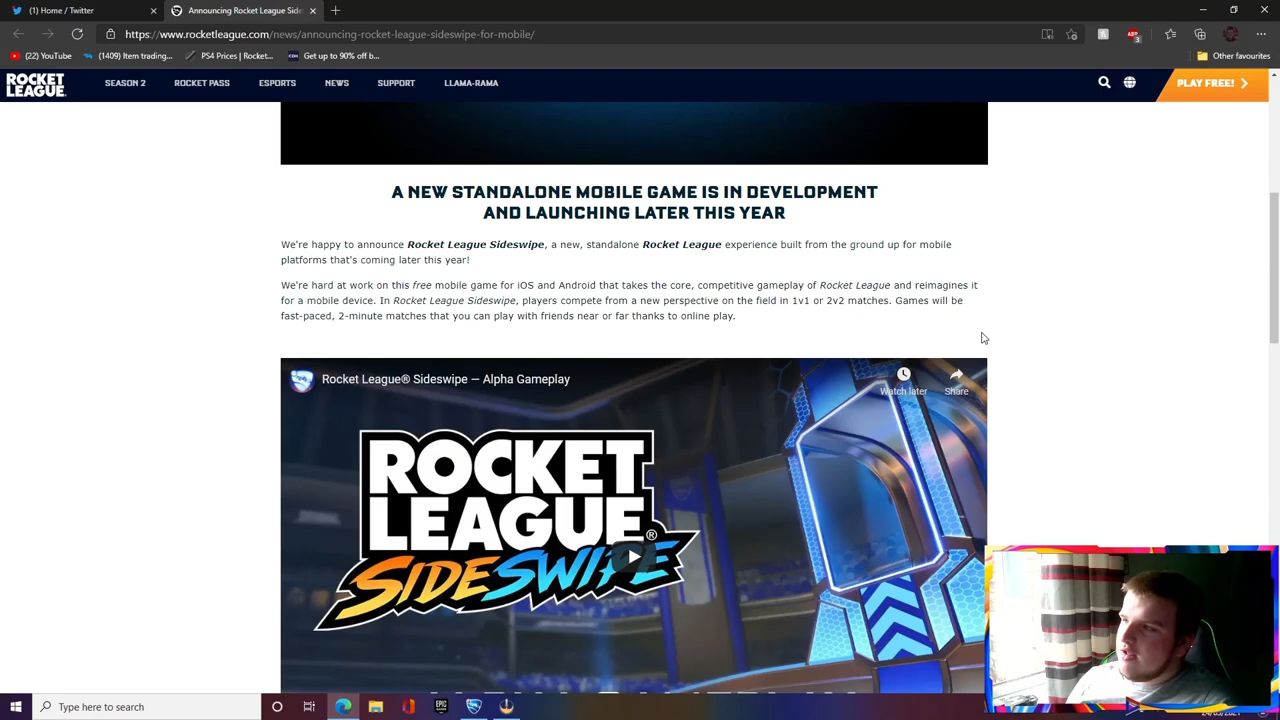 (1) Home / Twitter
Announcing Rocket League Side
https://www.rocketleague.com/news/announcing-rocket-league-sideswipe-for-mobile/
(22) YouTube
(1409) Item trading...
PS4 Prices | Rocket...
Get up to 90% off b...
Other favourites
ROCKET
LEAGUE
SEASON 2
ROCKET PASS
ESPORTS
NEWS
SUPPORT
LLAMA-RAMA
PLAY FREE!
A NEW STANDALONE MOBILE GAME IS IN DEVELOPMENT
AND LAUNCHING LATER THIS YEAR
We're happy to announce Rocket League Sideswipe, a new, standalone Rocket League experience built from the ground up for mobile
platforms that's coming later this year!
We're hard at work on this free mobile game for iOS and Android that takes the core, competitive gameplay of Rocket League and reimagines it
for a mobile device. In Rocket League Sideswipe, players compete from a new perspective on the field in 1v1 or 2v2 matches. Games will be
fast-paced, 2-minute matches that you can play with friends near or far thanks to online play.
Rocket League® Sideswipe — Alpha Gameplay
Watch later
Share
ROCKET
LEAGUE®
SIDESWIPE
Type here to search